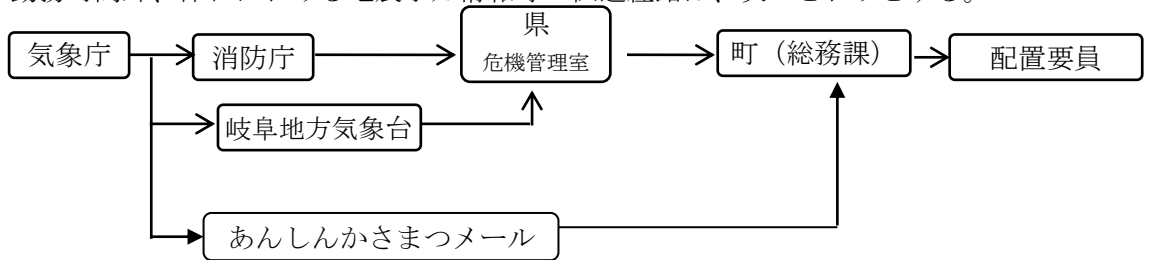 気象庁
消防庁
県
危機管理室
町（総務課）
配置要員
岐阜地方気象台
あんしんかさまつメール